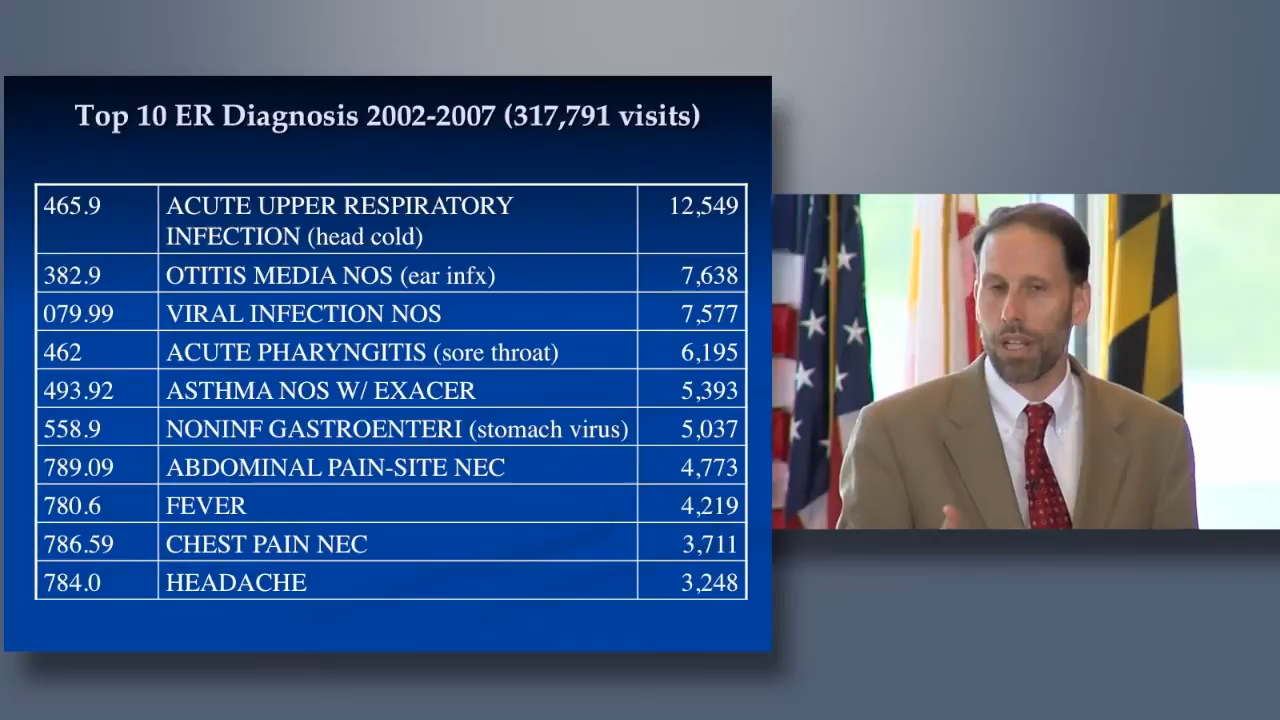 Top 10 ER Diagnosis 2002-2007 (317,791 visits)
465.9 ACUTE UPPER RESPIRATORY INFECTION (head cold) 12,549
382.9 OTITIS MEDIA NOS (ear infx) 7,638
079.99 VIRAL INFECTION NOS 7,577
462 ACUTE PHARYNGITIS (sore throat) 6,195
493.92 ASTHMA NOS W/ EXACER 5,393
558.9 NONINF GASTROENTERI (stomach virus) 5,037
789.09 ABDOMINAL PAIN-SITE NEC 4,773
780.6 FEVER 4,219
786.59 CHEST PAIN NEC 3,711
784.0 HEADACHE 3,248